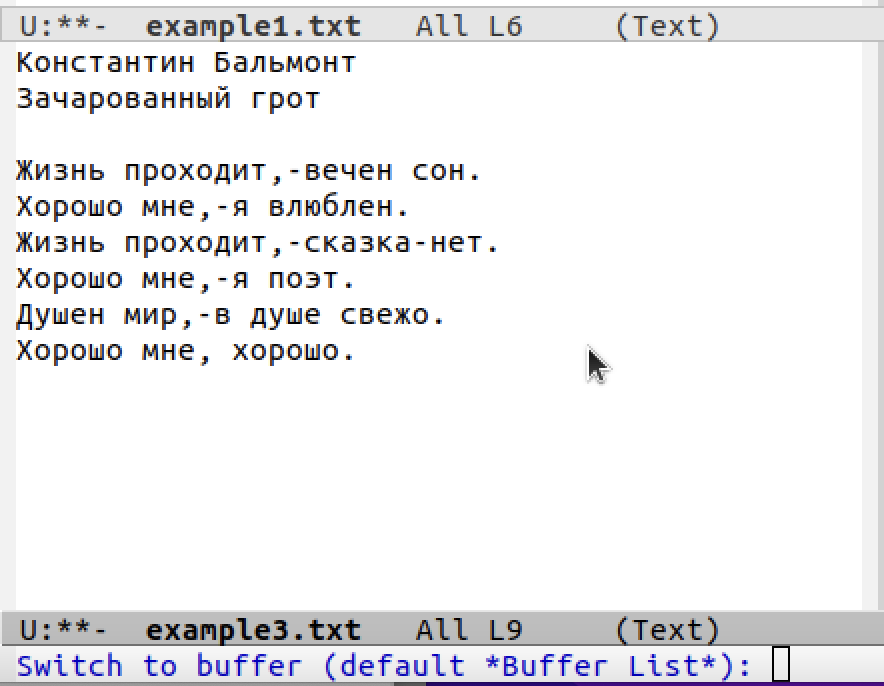 U:**-  example1.txt   All L6     (Text)
Константин Бальмонт
Зачарованный грот
Жизнь проходит,-вечен сон.
Хорошо мне,-я влюблен.
Жизнь проходит,-сказка-нет.
Хорошо мне,-я поэт.
Душен мир,-в душе свежо.
Хорошо мне, хорошо.
U:**-  example3.txt   All L9     (Text)
Switch to buffer (default *Buffer List*):